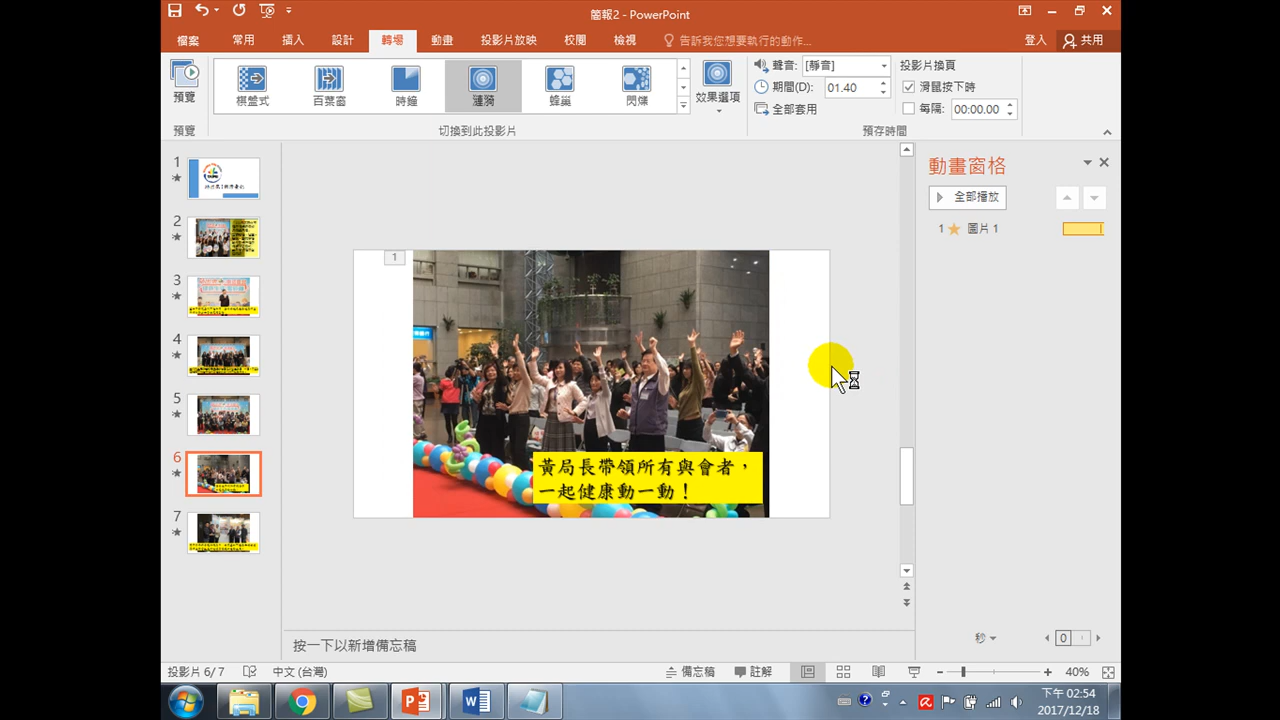 簡報2 - PowerPoint
檔案 常用 插入 設計 轉場 動畫 投影片放映 校閱 檢視 告訴我您想要執行的動作... 登入 共用
預覽
棋盤式 百葉窗 時鐘 漣漪 蜂巢 閃爍
效果選項
聲音: [靜音]
期間(D): 01.40
全部套用
投影片換頁
滑鼠按下時
每隔: 00:00.00
預覽 切換到此投影片 預存時間
1
2
3
4
5
6
7
1
黃局長帶領所有與會者，
一起健康動一動！
動畫窗格
全部播放
1 圖片 1
秒 0
按一下以新增備忘稿
投影片 6/7 中文 (台灣) 備忘稿 註解 40%
下午 02:54
2017/12/18